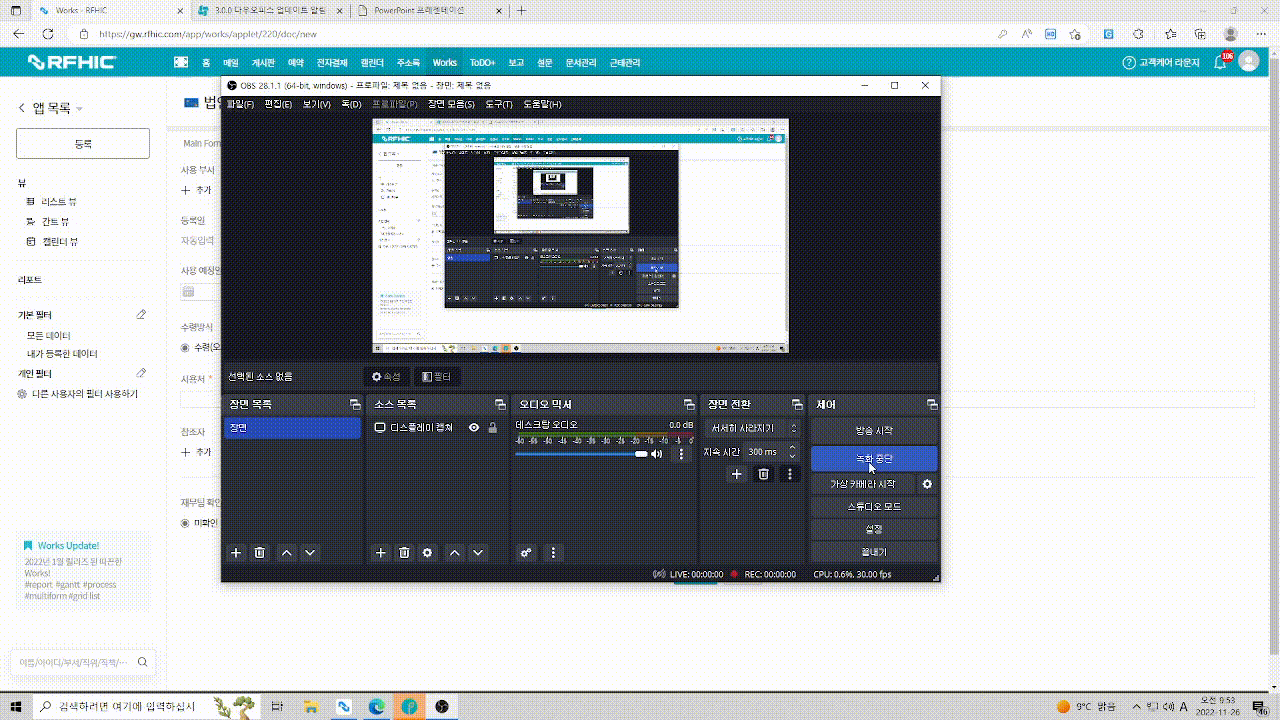 Works - RFHIC
3.0.0 다우오피스 업데이트 알림
PowerPoint 프레젠테이션
https://gw.rfhic.com/app/works/applet/220/doc/new
RFHIC
홈 메일 게시판 예약 전자결재 캘린더 주소록 Works ToDO+ 보고 설문 문서관리 근태관리
고객케어 라운지
106
앱 목록
등록
뷰
리스트 뷰
간트 뷰
캘린더 뷰
리포트
기본 필터
모든 데이터
내가 등록한 데이터
개인 필터
다른 사용자의 필터 사용하기
Works Update!
2022년 1월 릴리즈 된 따끈한
Works!
#report #gantt #process
#multiform #grid list
이름/아이디/부서/직위/직책/…
Main Form
사용 부서
추가
등록일
자동입력
사용 예정일
수령방식
수령(오
사용처 *
참조자
추가
재무팀 확인
미확인
OBS 28.1.1 (64-bit, windows) - 프로파일: 제목 없음 - 장면: 제목 없음
파일(F) 편집(E) 보기(V) 독(D) 프로파일(P) 장면 모음(S) 도구(T) 도움말(H)
선택된 소스 없음
속성
필터
장면 목록
장면
소스 목록
디스플레이 캡쳐
오디오 믹서
데스크탑 오디오
0.0 dB
-60 -55 -50 -45 -40 -35 -30 -25 -20 -15 -10 -5 0
장면 전환
서서히 사라지기
지속 시간 300 ms
제어
방송 시작
녹화 중단
가상 카메라 시작
스튜디오 모드
설정
끝내기
LIVE: 00:00:00
REC: 00:00:00
CPU: 0.6%, 30.00 fps
검색하려면 여기에 입력하십시
9°C 맑음
A
오전 9:53
2022-11-26
46